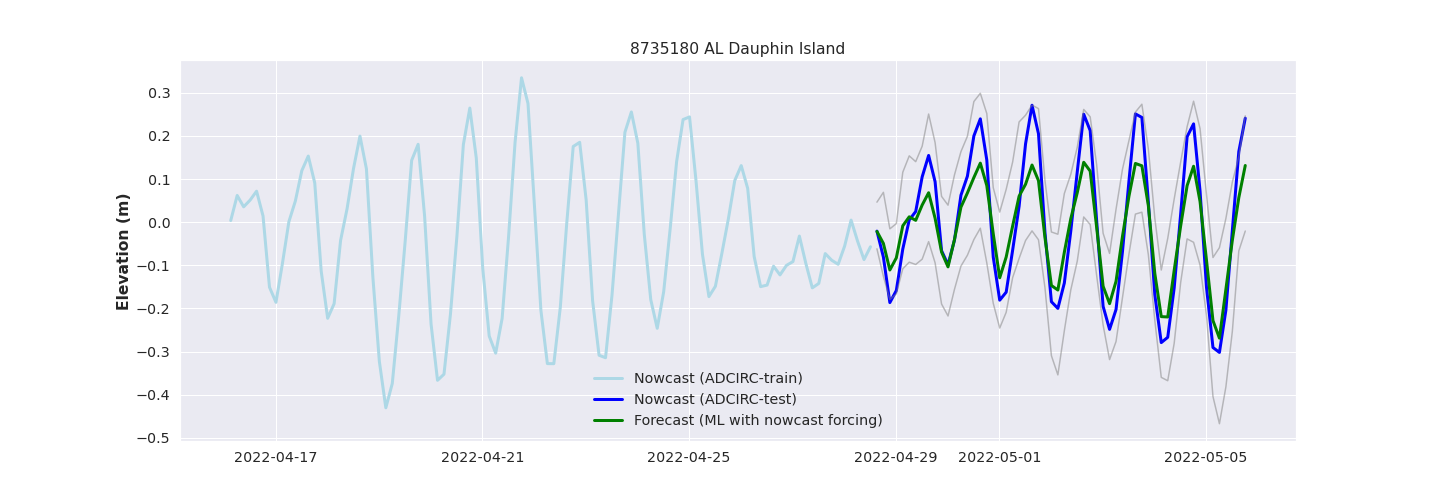 8735180 AL Dauphin Island
Elevation (m)
0.3
0.2
0.1
0.0
−0.1
−0.2
−0.3
−0.4
−0.5
Nowcast (ADCIRC-train)
Nowcast (ADCIRC-test)
Forecast (ML with nowcast forcing)
2022-04-17 2022-04-21 2022-04-25 2022-04-29 2022-05-01 2022-05-05